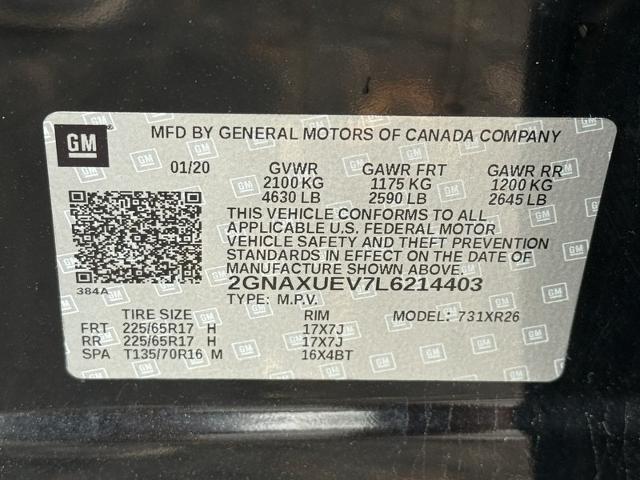 GM
MFD BY GENERAL MOTORS OF CANADA COMPANY
01/20 GVWR GAWR FRT GAWR RR
2100 KG 1175 KG 1200 KG
4630 LB 2590 LB 2645 LB
THIS VEHICLE CONFORMS TO ALL
APPLICABLE U.S. FEDERAL MOTOR
VEHICLE SAFETY AND THEFT PREVENTION
STANDARDS IN EFFECT ON THE DATE OF
MANUFACTURE SHOWN ABOVE.
384A
2GNAXUEV7L6214403
TYPE: M.P.V.
TIRE SIZE RIM MODEL: 731XR26
FRT 225/65R17 H 17X7J
RR 225/65R17 H 17X7J
SPA T135/70R16 M 16X4BT